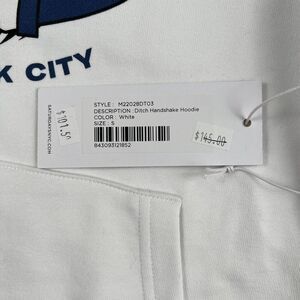 K CITY
STYLE : M22028DT03
DESCRIPTION : Ditch Handshake Hoodie
COLOR : White
SIZE : S
843093121852
$145.00
$101.50
SATURDAYSNYC.COM